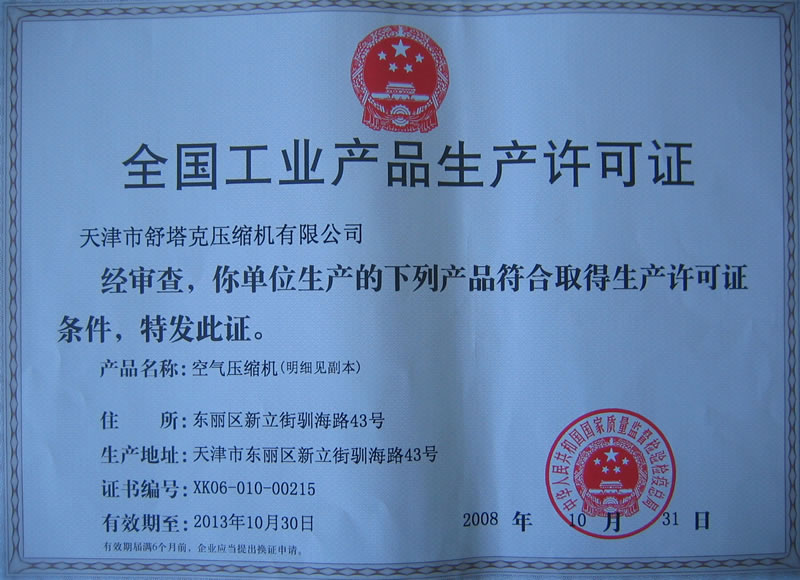 全国工业产品生产许可证
天津市舒塔克压缩机有限公司
经审查，你单位生产的下列产品符合取得生产许可证
条件，特发此证。
产品名称：空气压缩机(明细见副本)
住 所：东丽区新立街驯海路43号
生产地址：天津市东丽区新立街驯海路43号
证书编号：XK06-010-00215
有效期至：2013年10月30日
有效期届满6个月前，企业应当提出换证申请。
中华人民共和国国家质量监督检验检疫总局
2008 年 10 月 31 日